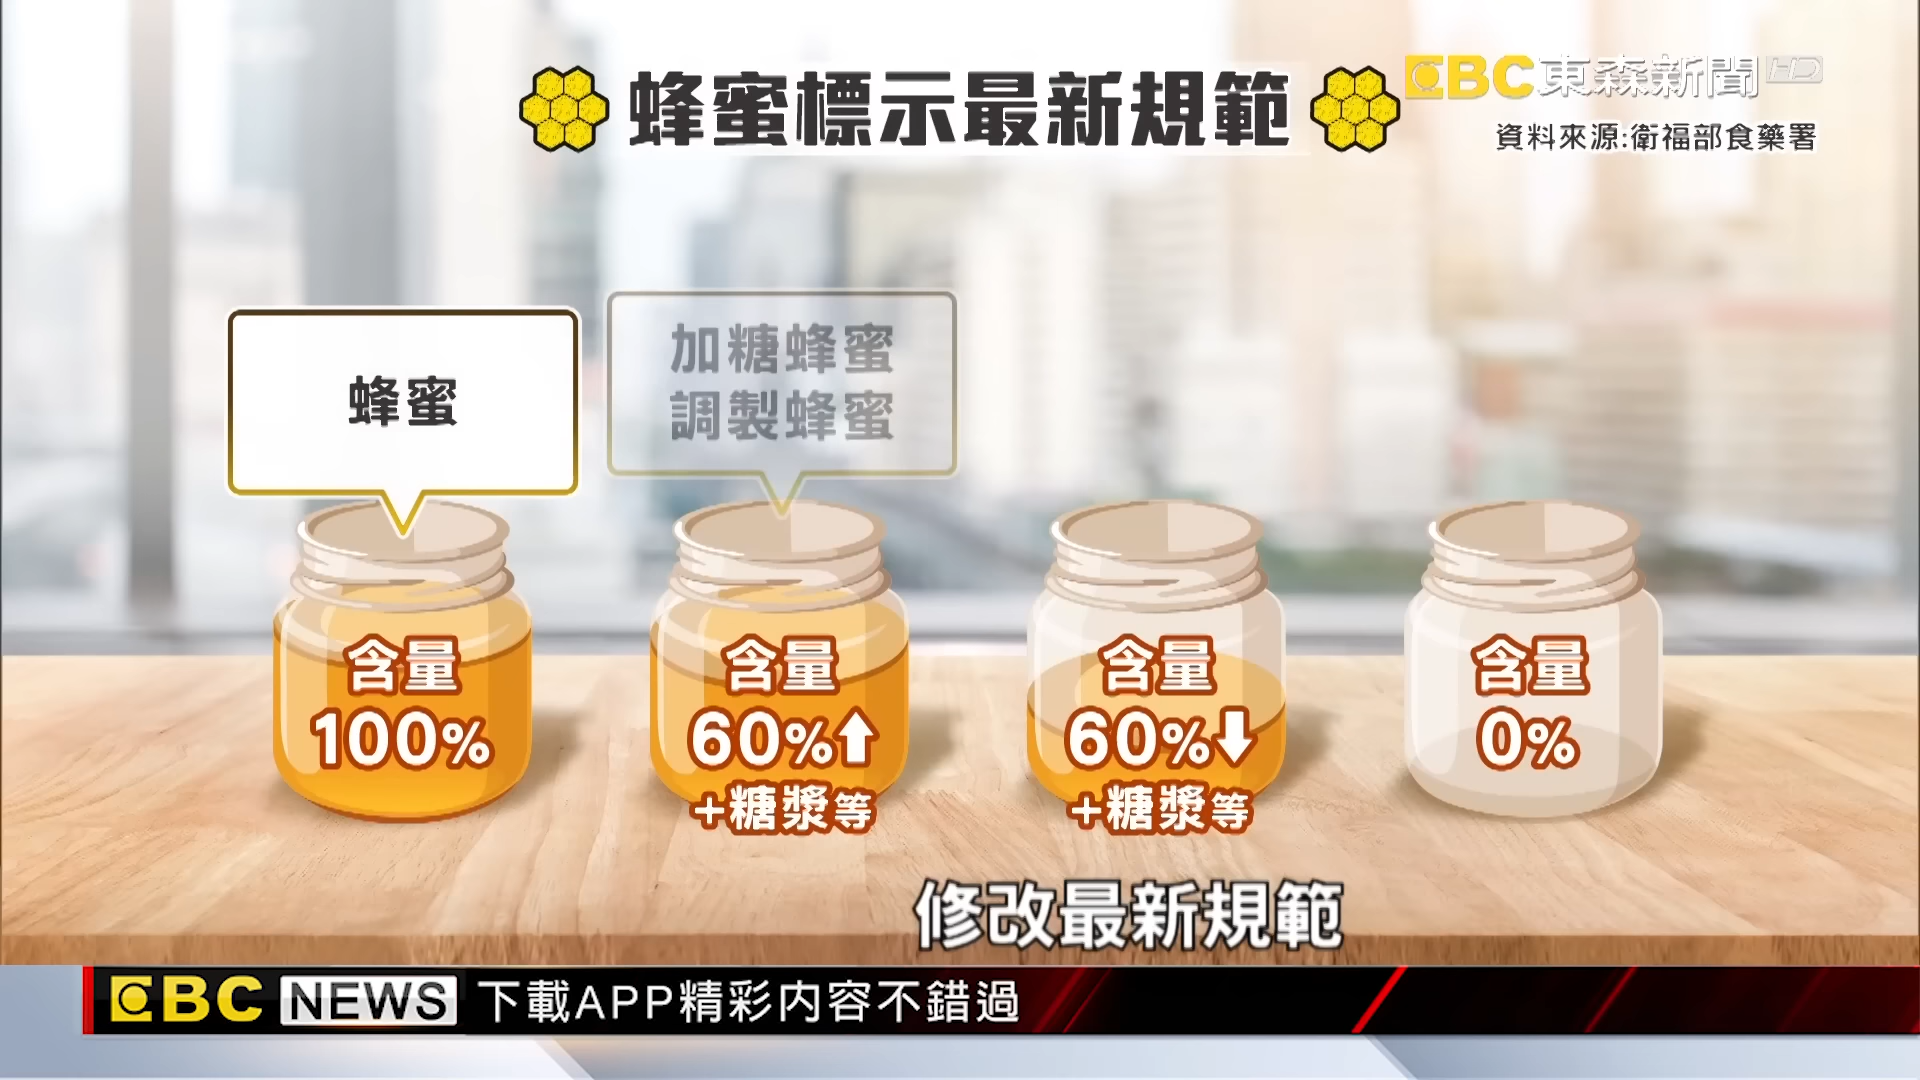 蜂蜜標示最新規範
EBC東森新聞HD
資料來源:衛福部食藥署
蜂蜜
加糖蜂蜜
調製蜂蜜
含量
100%
含量
60%⬆
+糖漿等
含量
60%⬇
+糖漿等
含量
0%
修改最新規範
EBC NEWS 下載APP精彩內容不錯過